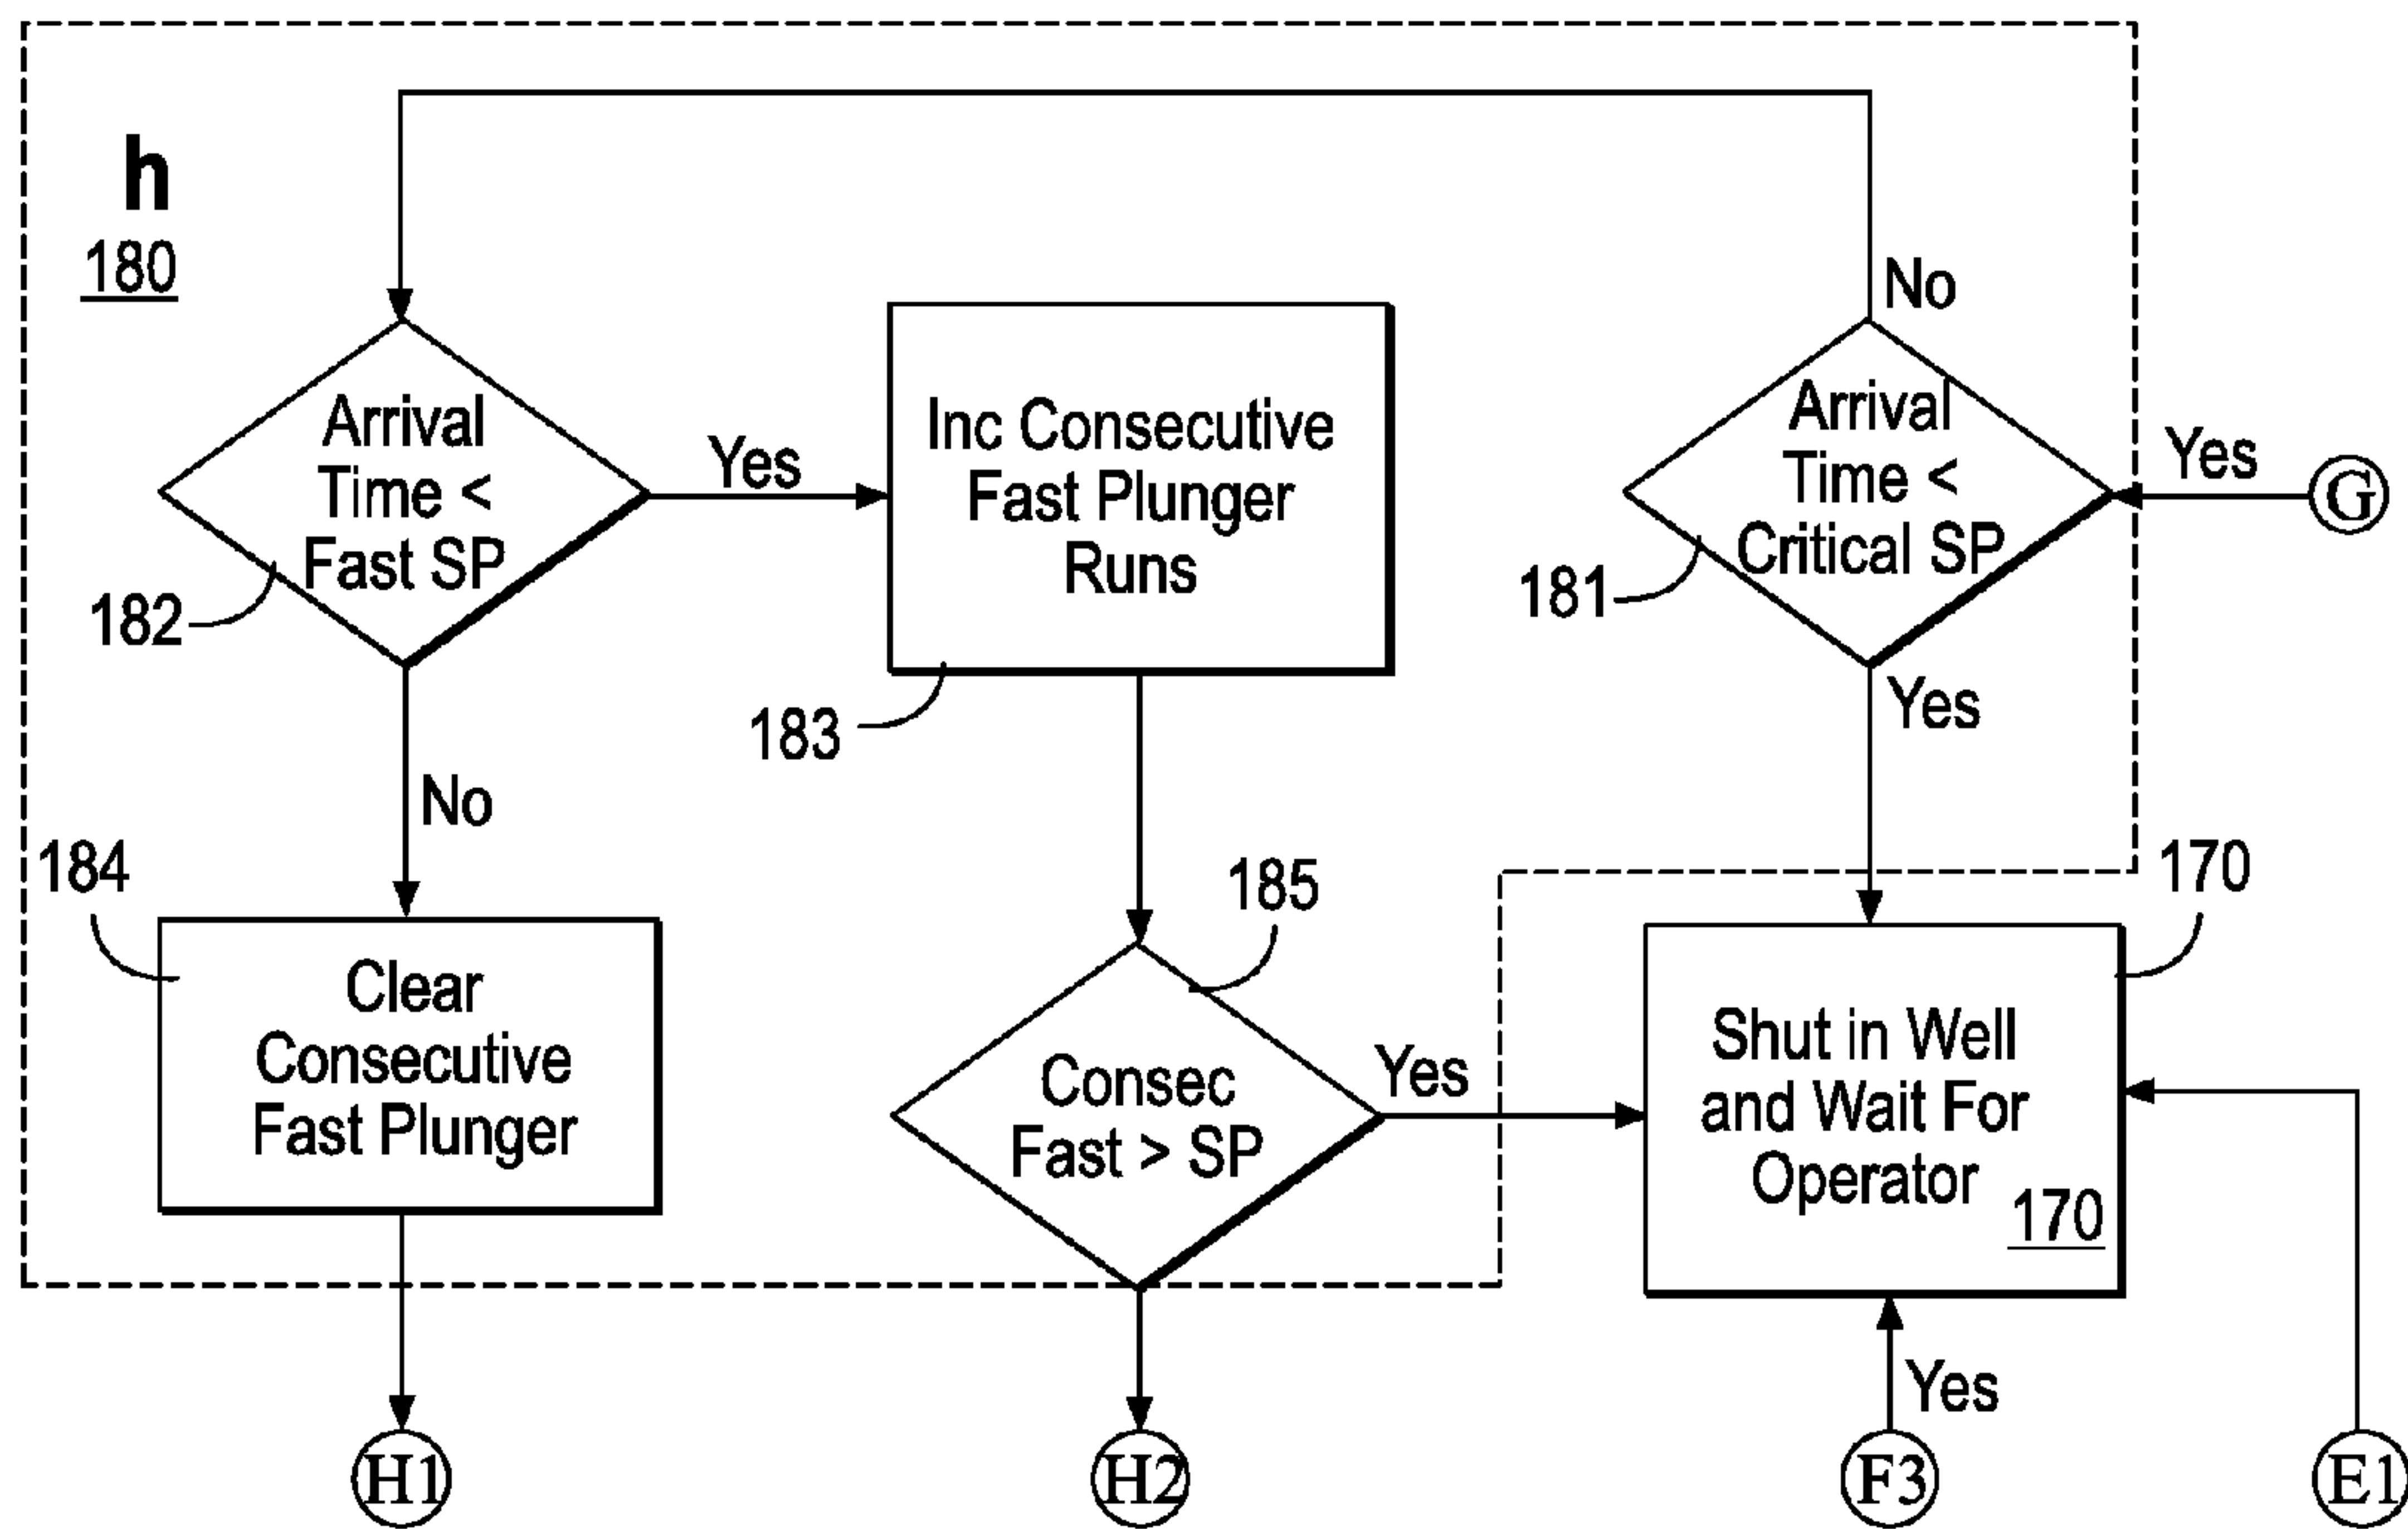 h
180
No
Arrival
Time <
Fast SP
182
Yes
Inc Consecutive
Fast Plunger
Runs
183
Arrival
Time <
Critical SP
181
Yes
G
Yes
No
184
Clear
Consecutive
Fast Plunger
185
Consec
Fast > SP
Yes
170
Shut in Well
and Wait For
Operator
170
Yes
H1
H2
F3
E1